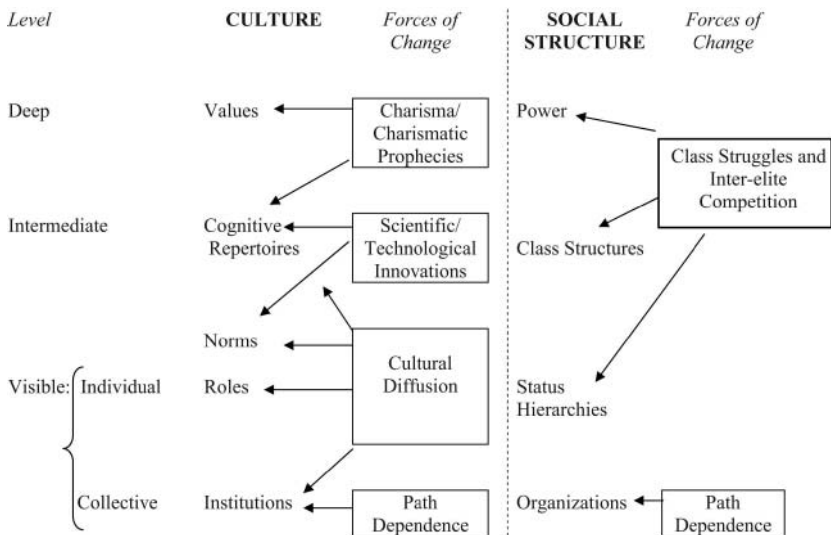 Level
CULTURE
Forces of
Change
SOCIAL
STRUCTURE
Forces of
Change
Deep
Values
Charisma/
Charismatic
Prophecies
Power
Class Struggles and
Inter-elite
Competition
Intermediate
Cognitive
Repertoires
Scientific/
Technological
Innovations
Class Structures
Norms
Cultural
Diffusion
Visible:
Individual
Roles
Status
Hierarchies
Collective
Institutions
Path
Dependence
Organizations
Path
Dependence